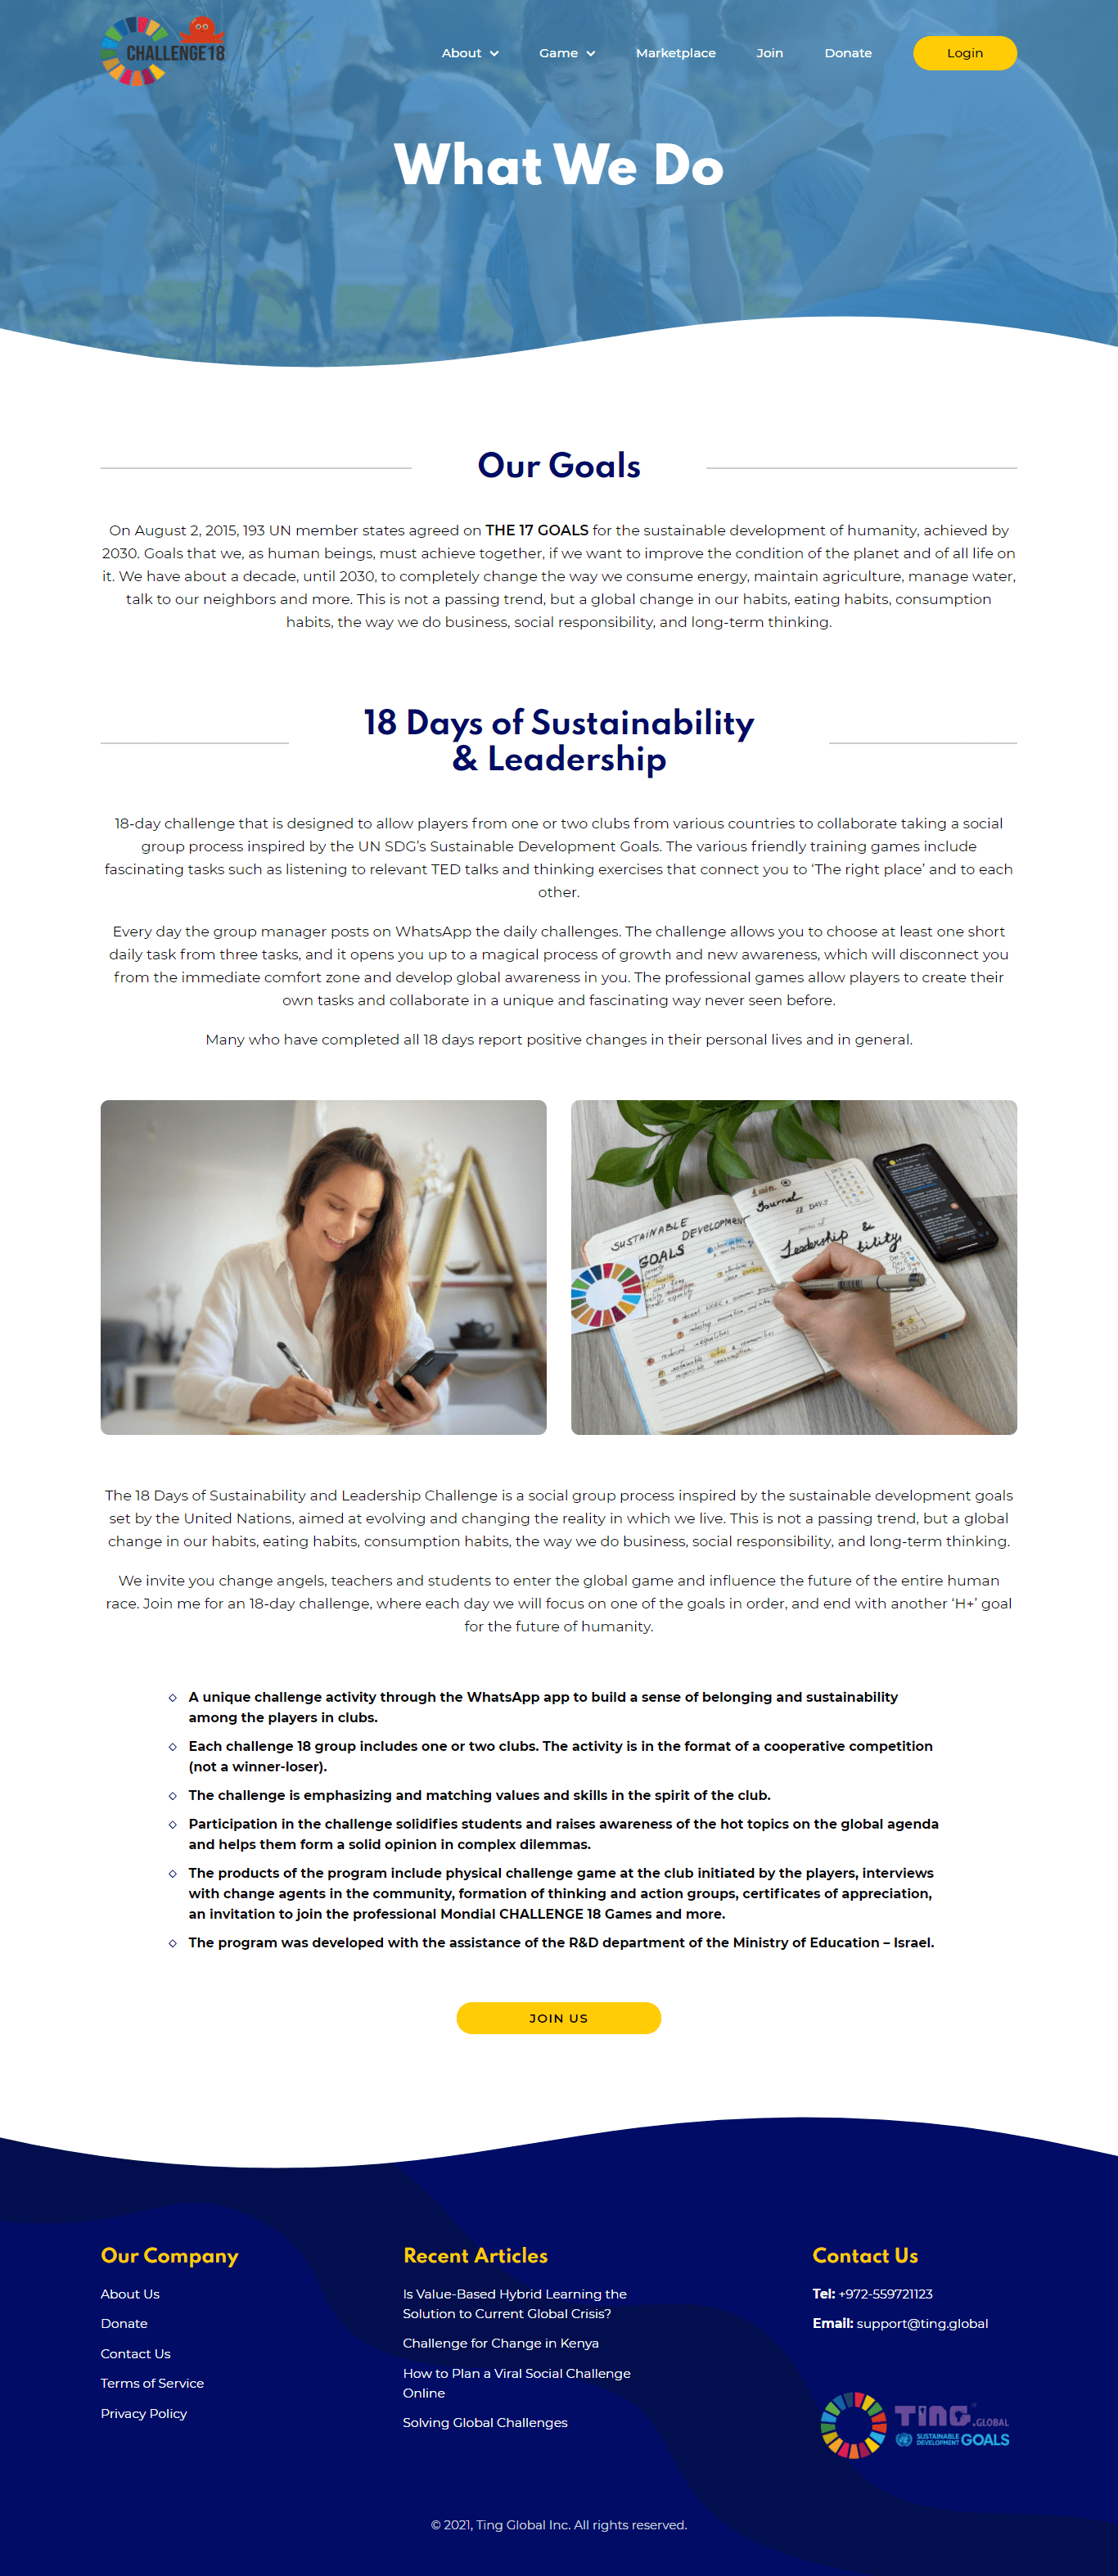 CHALLENGE18
About
Game
Marketplace
Join
Donate
Login
What We Do
Our Goals
On August 2, 2015, 193 UN member states agreed on THE 17 GOALS for the sustainable development of humanity, achieved by
2030. Goals that we, as human beings, must achieve together, if we want to improve the condition of the planet and of all life on
it. We have about a decade, until 2030, to completely change the way we consume energy, maintain agriculture, manage water,
talk to our neighbors and more. This is not a passing trend, but a global change in our habits, eating habits, consumption
habits, the way we do business, social responsibility, and long-term thinking.
18 Days of Sustainability
& Leadership
18-day challenge that is designed to allow players from one or two clubs from various countries to collaborate taking a social
group process inspired by the UN SDG’s Sustainable Development Goals. The various friendly training games include
fascinating tasks such as listening to relevant TED talks and thinking exercises that connect you to ‘The right place’ and to each
other.
Every day the group manager posts on WhatsApp the daily challenges. The challenge allows you to choose at least one short
daily task from three tasks, and it opens you up to a magical process of growth and new awareness, which will disconnect you
from the immediate comfort zone and develop global awareness in you. The professional games allow players to create their
own tasks and collaborate in a unique and fascinating way never seen before.
Many who have completed all 18 days report positive changes in their personal lives and in general.
SUSTAINABLE DEVELOPMENT
GOALS
Journal
18 DAYS
Leadership &
The 18 Days of Sustainability and Leadership Challenge is a social group process inspired by the sustainable development goals
set by the United Nations, aimed at evolving and changing the reality in which we live. This is not a passing trend, but a global
change in our habits, eating habits, consumption habits, the way we do business, social responsibility, and long-term thinking.
We invite you change angels, teachers and students to enter the global game and influence the future of the entire human
race. Join me for an 18-day challenge, where each day we will focus on one of the goals in order, and end with another ‘H+’ goal
for the future of humanity.
A unique challenge activity through the WhatsApp app to build a sense of belonging and sustainability
among the players in clubs.
Each challenge 18 group includes one or two clubs. The activity is in the format of a cooperative competition
(not a winner-loser).
The challenge is emphasizing and matching values and skills in the spirit of the club.
Participation in the challenge solidifies students and raises awareness of the hot topics on the global agenda
and helps them form a solid opinion in complex dilemmas.
The products of the program include physical challenge game at the club initiated by the players, interviews
with change agents in the community, formation of thinking and action groups, certificates of appreciation,
an invitation to join the professional Mondial CHALLENGE 18 Games and more.
The program was developed with the assistance of the R&D department of the Ministry of Education – Israel.
JOIN US
Our Company
About Us
Donate
Contact Us
Terms of Service
Privacy Policy
Recent Articles
Is Value-Based Hybrid Learning the
Solution to Current Global Crisis?
Challenge for Change in Kenya
How to Plan a Viral Social Challenge
Online
Solving Global Challenges
Contact Us
Tel: +972-559721123
Email: support@ting.global
TING.GLOBAL
SUSTAINABLE
DEVELOPMENT GOALS
© 2021, Ting Global Inc. All rights reserved.